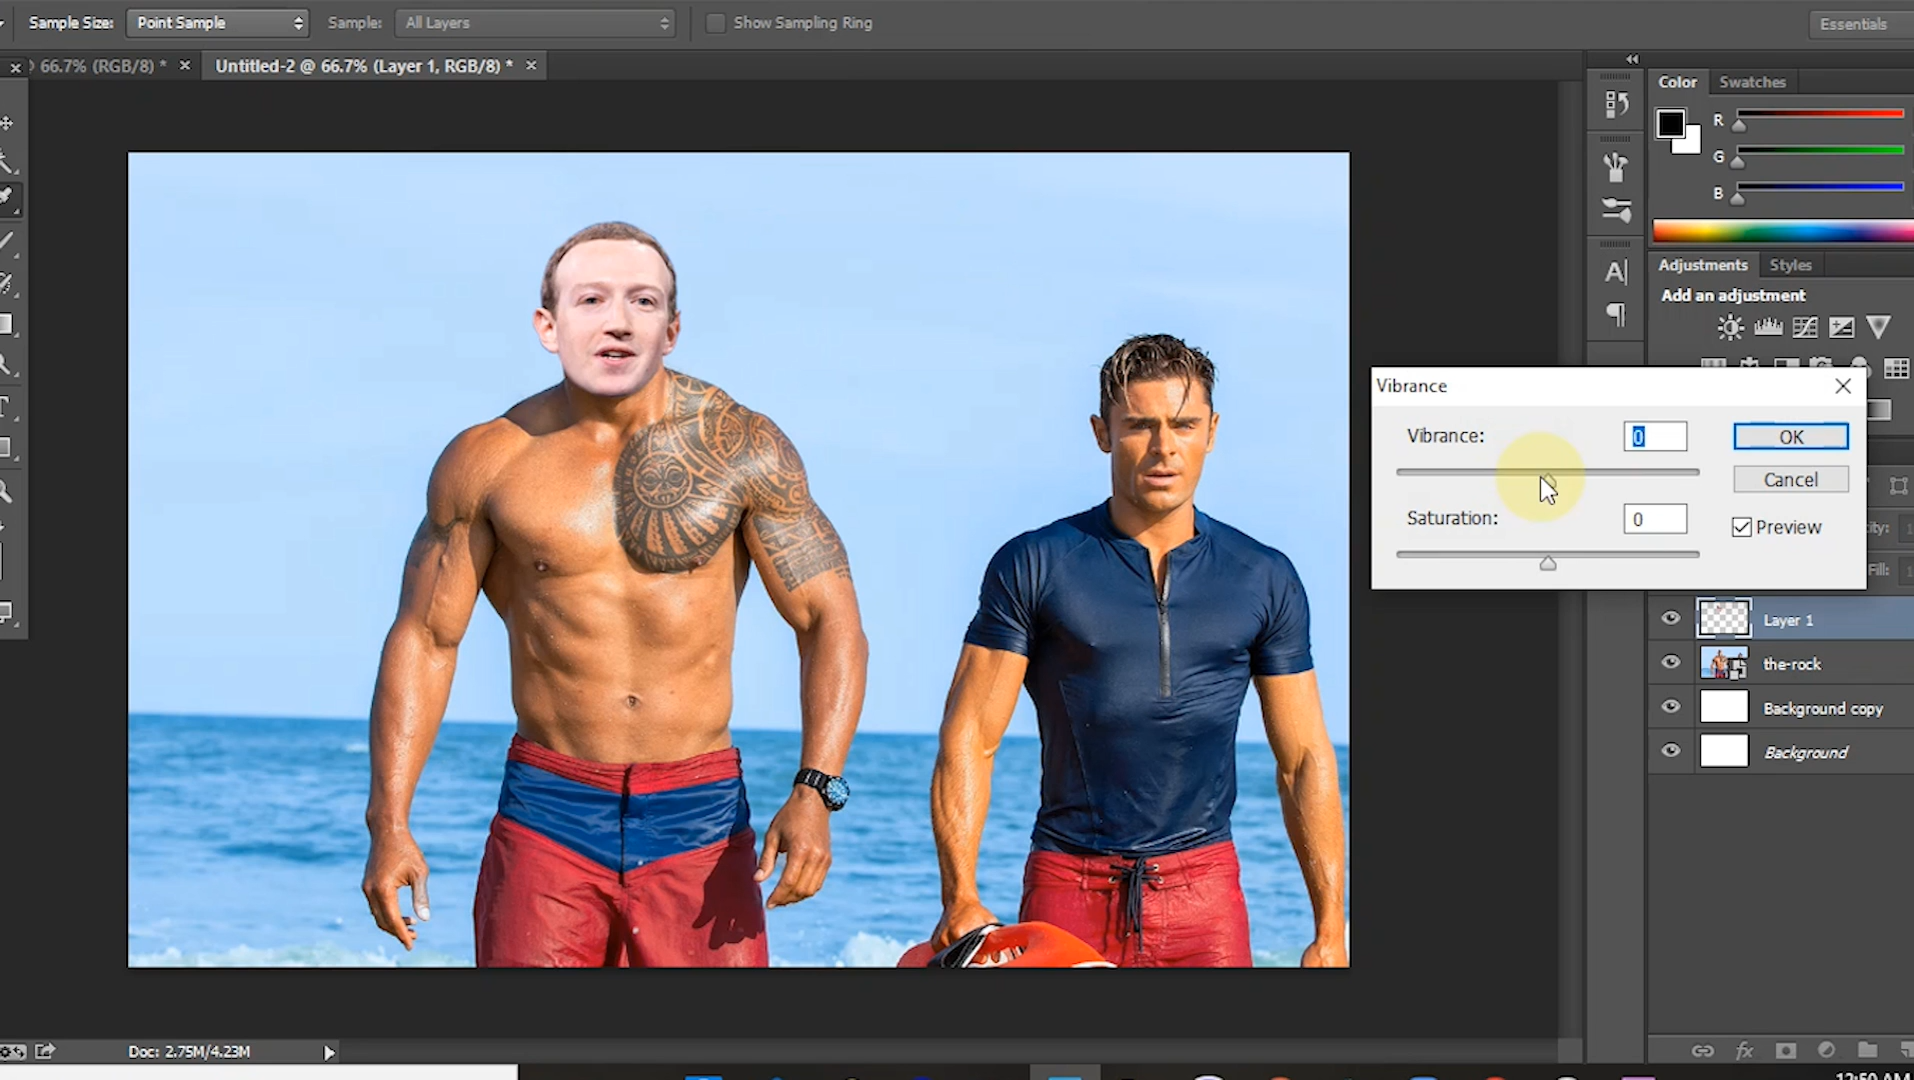 Sample Size: Point Sample Sample: All Layers Show Sampling Ring Essentials
66.7% (RGB/8) * × Untitled-2 @ 66.7% (Layer 1, RGB/8) * ×
Color Swatches
R
G
B
Adjustments Styles
Add an adjustment
Vibrance
Vibrance: 0 OK
Cancel
Saturation: 0
Preview
Fill:
Layer 1
the-rock
Background copy
Background
fx
Doc: 2.75M/4.23M